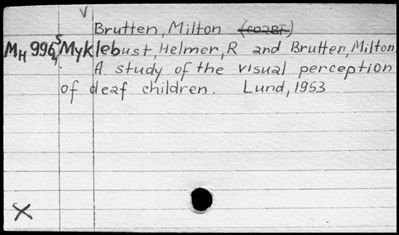 V
Brutten, Milton
MH 996 Myklebust, Helmer, R and Brutten, Milton
A study of the visual perception
of deaf children. Lund, 1953
X